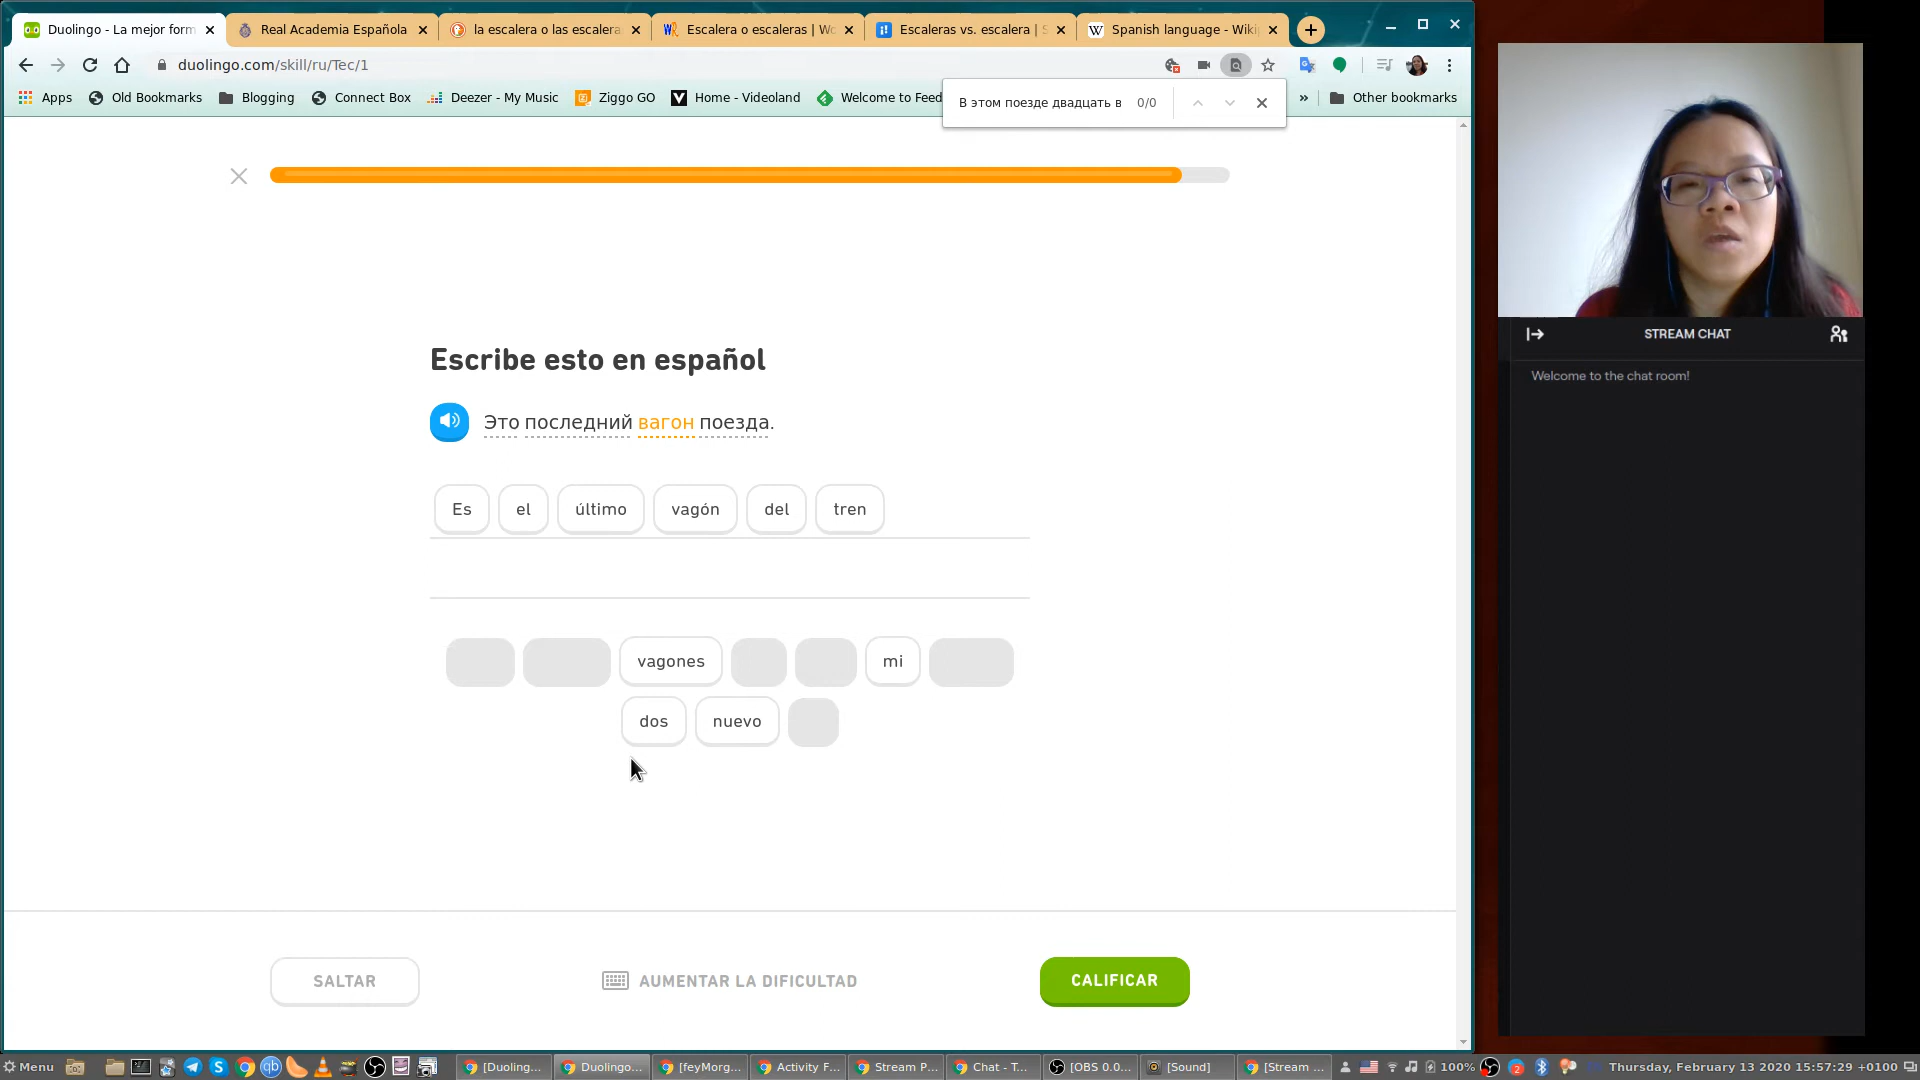 Duolingo - La mejor form
Real Academia Española
la escalera o las escalera
Escalera o escaleras | Wo
Escaleras vs. escalera | S
Spanish language - Wiki
duolingo.com/skill/ru/Tec/1
Apps
Old Bookmarks
Blogging
Connect Box
Deezer - My Music
Ziggo GO
Home - Videoland
Welcome to Feed
»
Other bookmarks
В этом поезде двадцать в 0/0
Escribe esto en español
Это последний вагон поезда.
Es el último vagón del tren
vagones mi
dos nuevo
SALTAR
AUMENTAR LA DIFICULTAD
CALIFICAR
STREAM CHAT
Welcome to the chat room!
Menu
[Duoling...
Duolingo...
[feyMorg...
Activity F...
Stream P...
Chat - T...
[OBS 0.0...
[Sound]
[Stream ...
100%
2
Thursday, February 13 2020 15:57:29 +0100